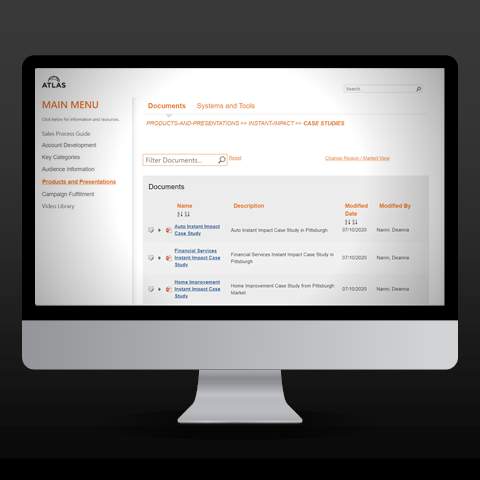 ATLAS
Search...
MAIN MENU
Click below for information and resources.
Sales Process Guide
Account Development
Key Categories
Audience Information
Products and Presentations
Campaign Fulfillment
Video Library
Documents Systems and Tools
PRODUCTS-AND-PRESENTATIONS >> INSTANT-IMPACT >> CASE STUDIES
Filter Documents... Reset Change Region / Market View
Documents
Name Description Modified Date Modified By
Auto Instant Impact Case Study Auto Instant Impact Case Study in Pittsburgh 07/10/2020 Nanni, Deanna
Financial Services Instant Impact Case Study Financial Services Instant Impact Case Study in Pittsburgh 07/10/2020 Nanni, Deanna
Home Improvement Instant Impact Case Study Home Improvement Case Study from Pittsburgh Market 07/10/2020 Nanni, Deanna